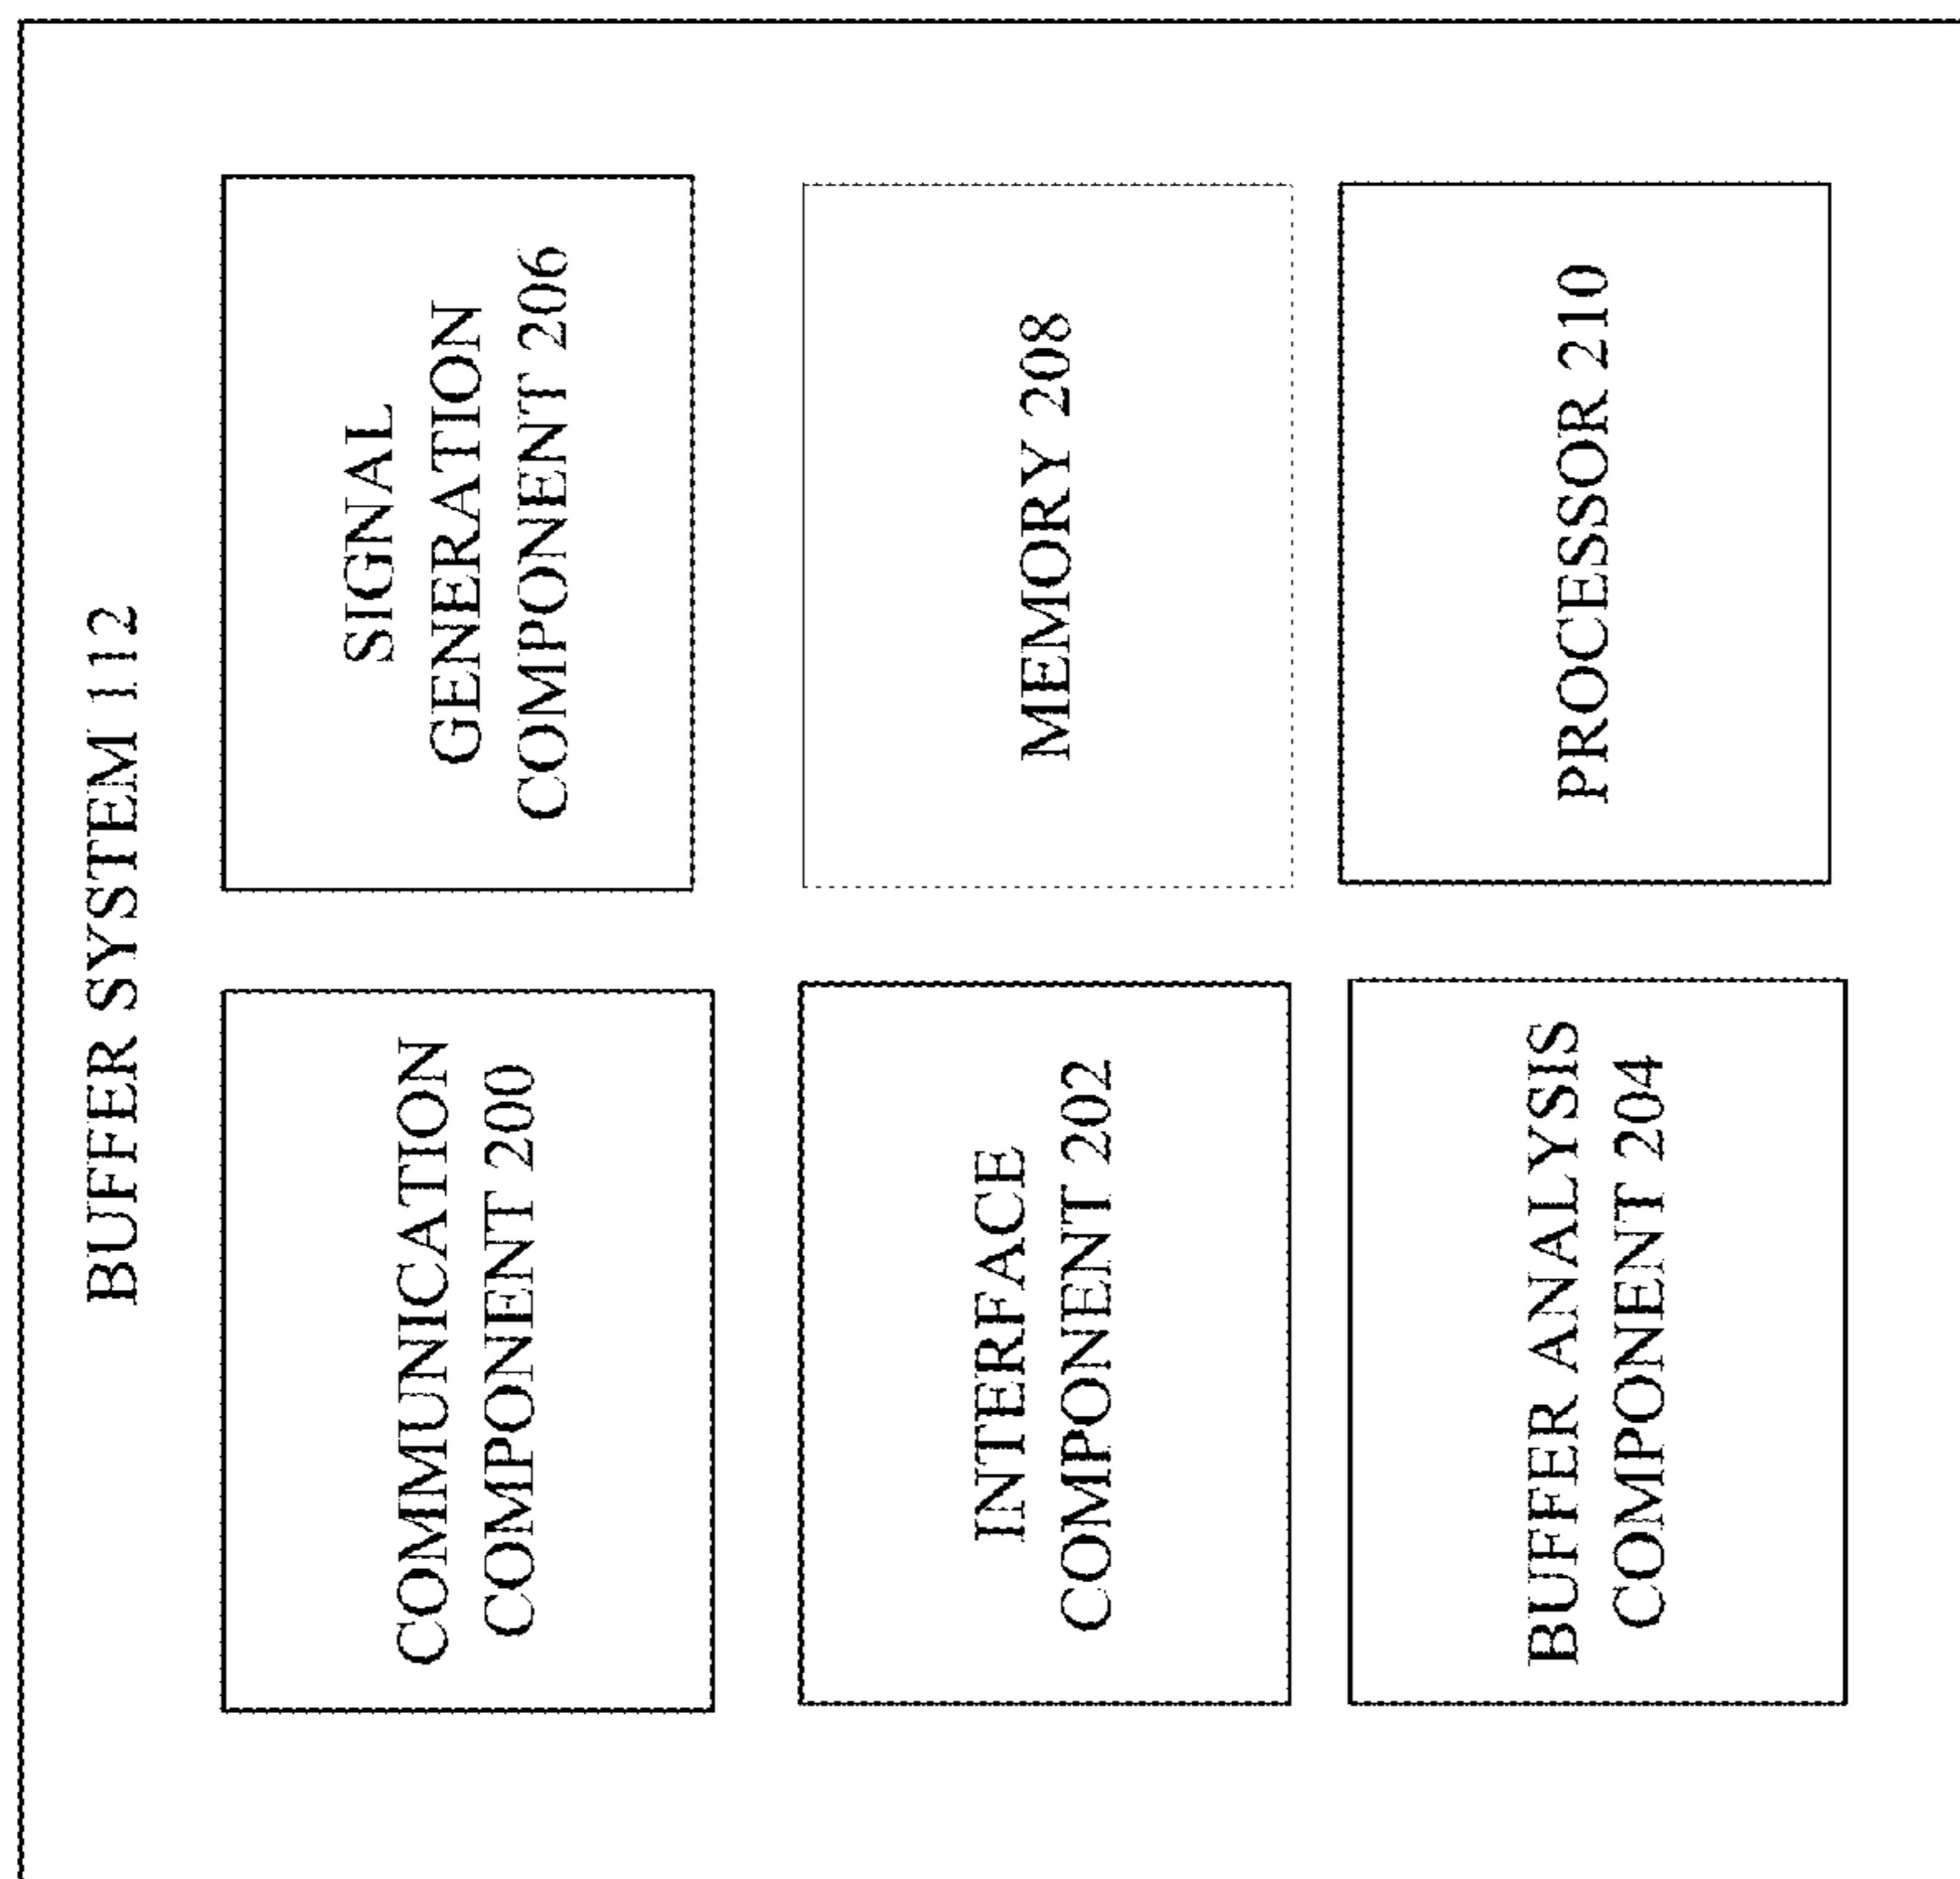 BUFFER SYSTEM 112
COMMUNICATION
COMPONENT 200
INTERFACE
COMPONENT 202
BUFFER ANALYSIS
COMPONENT 204
SIGNAL
GENERATION
COMPONENT 206
MEMORY 208
PROCESSOR 210